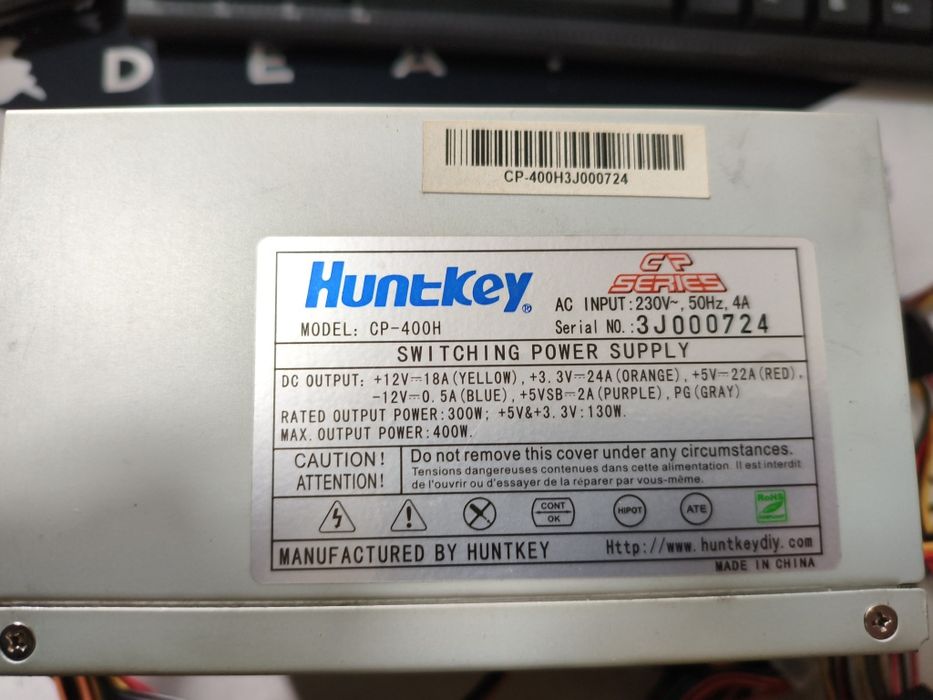 D E A
CP-400H3J000724
Huntkey®
CP
SERIES
AC INPUT:230V~, 50Hz, 4A
MODEL: CP-400H
Serial NO.:3J000724
SWITCHING POWER SUPPLY
DC OUTPUT: +12V⎓18A(YELLOW), +3.3V⎓24A(ORANGE), +5V⎓22A(RED),
-12V⎓0.5A(BLUE), +5VSB⎓2A(PURPLE), PG(GRAY)
RATED OUTPUT POWER:300W; +5V&+3.3V:130W.
MAX. OUTPUT POWER:400W.
CAUTION!
ATTENTION!
Do not remove this cover under any circumstances.
Tensions dangereuses contenues dans cette alimentation. Il est interdit
de l'ouvrir ou d'essayer de la réparer par vous-même.
CONT
OK
HIPOT
ATE
RoHS
COMPLIANT
MANUFACTURED BY HUNTKEY
Http://www.huntkeydiy.com
MADE IN CHINA